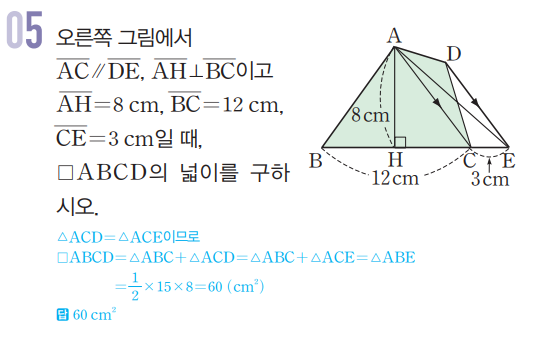 05
오른쪽 그림에서
AC∥DE, AH⊥BC이고
AH=8 cm, BC=12 cm,
CE=3 cm일 때,
□ABCD의 넓이를 구하
시오.
A
D
8 cm
B
H
C
E
12 cm
3 cm
△ACD=△ACE이므로
□ABCD=△ABC+△ACD=△ABC+△ACE=△ABE
=1/2×15×8=60 (cm²)
답 60 cm²